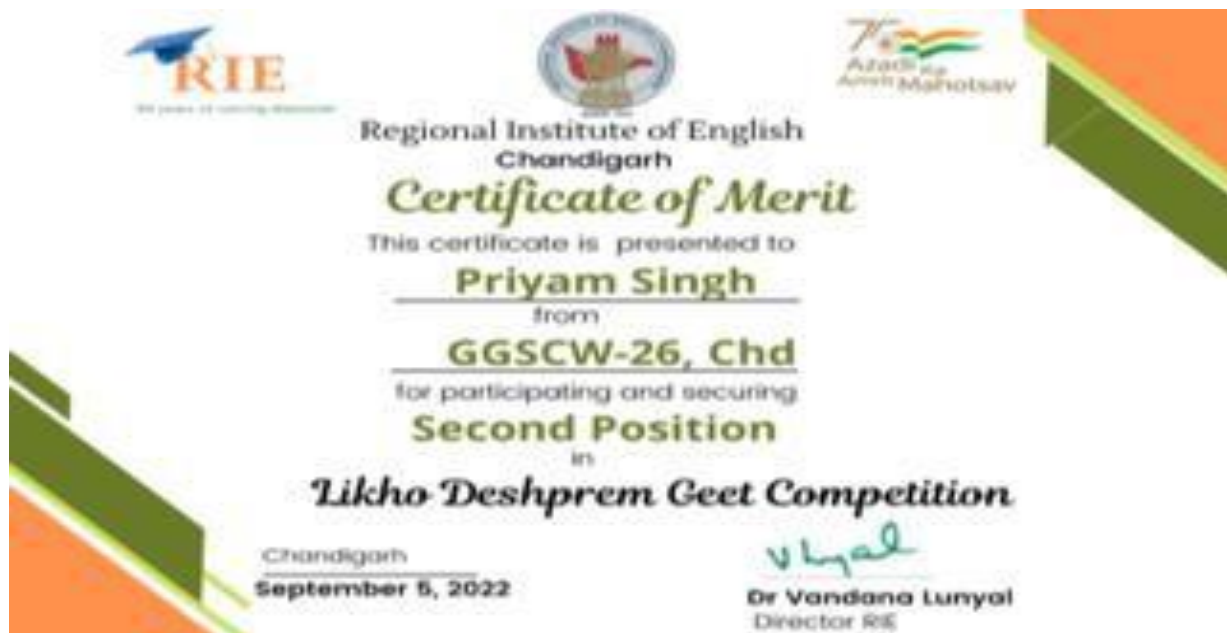 RIE
75
Azadi Ka
Amrit Mahotsav
Regional Institute of English
Chandigarh
Certificate of Merit
This certificate is presented to
Priyam Singh
from
GGSCW-26, Chd
for participating and securing
Second Position
in
Likho Deshprem Geet Competition
Chandigarh
September 5, 2022
Dr Vandana Lunyal
Director RIE